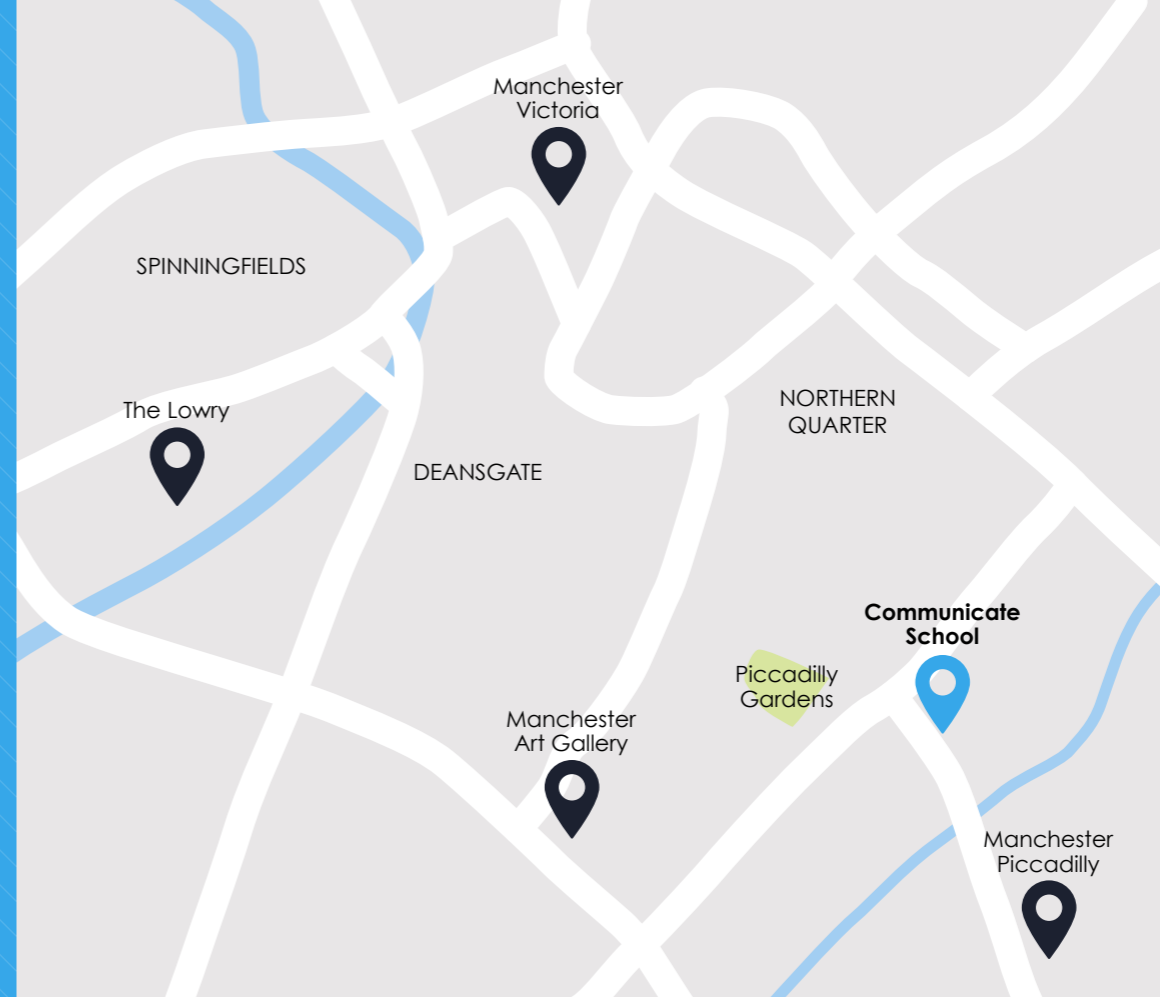 Manchester
Victoria
SPINNINGFIELDS
The Lowry
NORTHERN
QUARTER
DEANSGATE
Communicate
School
Piccadilly
Gardens
Manchester
Art Gallery
Manchester
Piccadilly